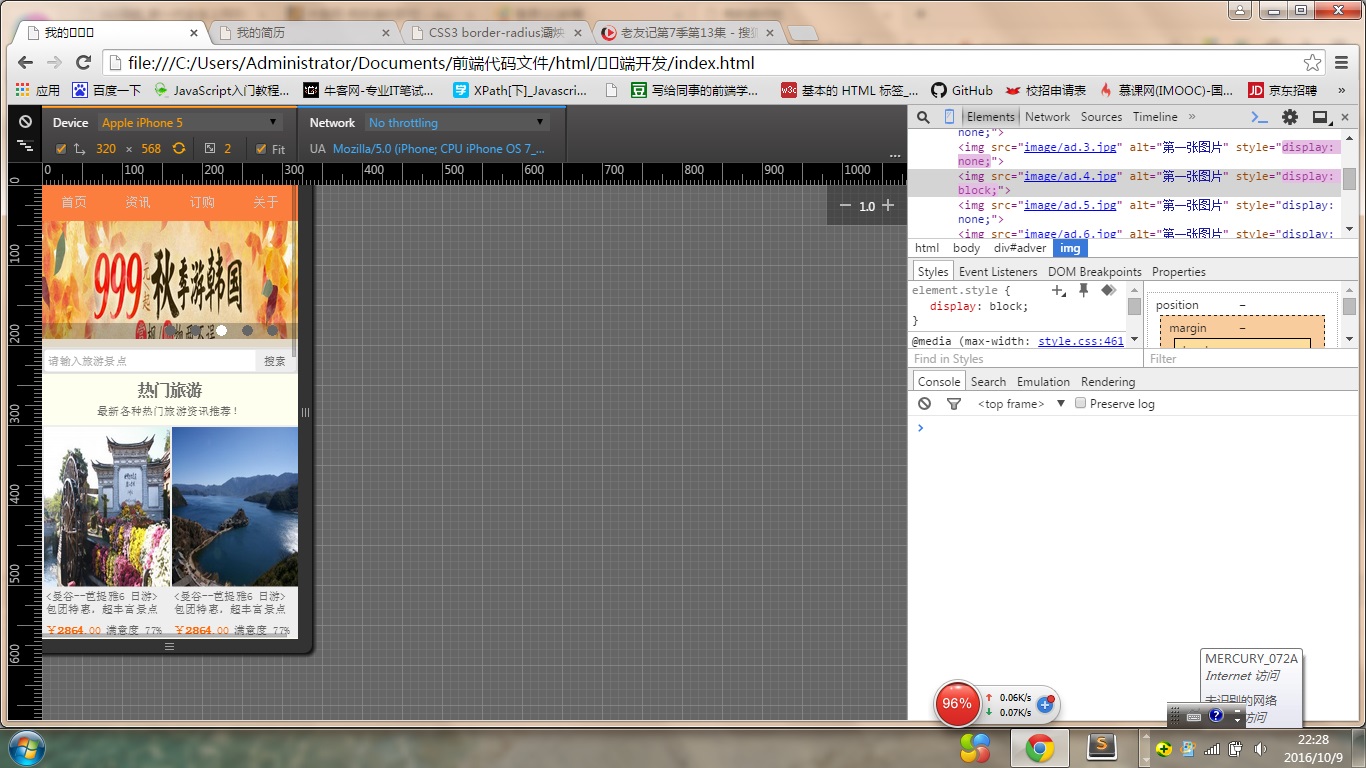 我的□□□
我的简历
CSS3 border-radius灞炔
老友记第7季第13集 - 搜狐
file:///C:/Users/Administrator/Documents/前端代码文件/html/□□端开发/index.html
应用 百度一下 JavaScript入门教程... 牛客网-专业IT笔试... XPath[下]_Javascri... 写给同事的前端学... 基本的 HTML 标签_... GitHub 校招申请表 慕课网(IMOOC)-国... 京东招聘 »
Device Apple iPhone 5
Network No throttling
320 × 568 2 Fit
UA Mozilla/5.0 (iPhone; CPU iPhone OS 7_...
...
0 100 200 300 400 500 600 700 800 900 1000
0 100 200 300 400 500 600
1.0
首页 资讯 订购 关于
999元起 秋季游韩国
请输入旅游景点 搜索
热门旅游
最新各种热门旅游资讯推荐!
<曼谷--芭提雅6 日游>
包团特惠，超丰富景点
¥2864.00 满意度 77%
<曼谷--芭提雅6 日游>
包团特惠，超丰富景点
¥2864.00 满意度 77%
Elements Network Sources Timeline »
none;">
<img src="image/ad.3.jpg" alt="第一张图片" style="display:
none;">
<img src="image/ad.4.jpg" alt="第一张图片" style="display:
block;">
<img src="image/ad.5.jpg" alt="第一张图片" style="display:
none;">
<img src="image/ad.6.jpg" alt="第一张图片" style="display:
html body div#adver img
Styles Event Listeners DOM Breakpoints Properties
element.style {
display: block;
}
@media (max-width: style.css:461
Find in Styles
position –
margin –
Filter
Console Search Emulation Rendering
<top frame> Preserve log
MERCURY_072A
Internet 访问
未识别的网络
访问
96%
0.06K/s
0.07K/s
22:28
2016/10/9